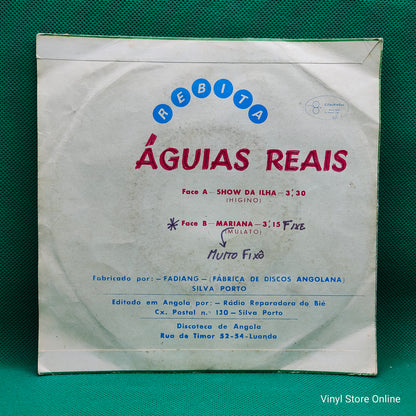 REBITA
ÁGUIAS REAIS
Face A — SHOW DA ILHA — 3',30
(HIGINO)
* Face B — MARIANA — 3',15 FIXE
(MULATO)
MUITO FIXÔ
Fabricado por: — FADIANG — (FÁBRICA DE DISCOS ANGOLANA)
SILVA PORTO
Editado em Angola por: — Rádio Reparadora do Bié
Cx. Postal n.º 130 — Silva Porto
Discoteca de Angola
Rua de Timor 52-54-Luanda
Vinyl Store Online